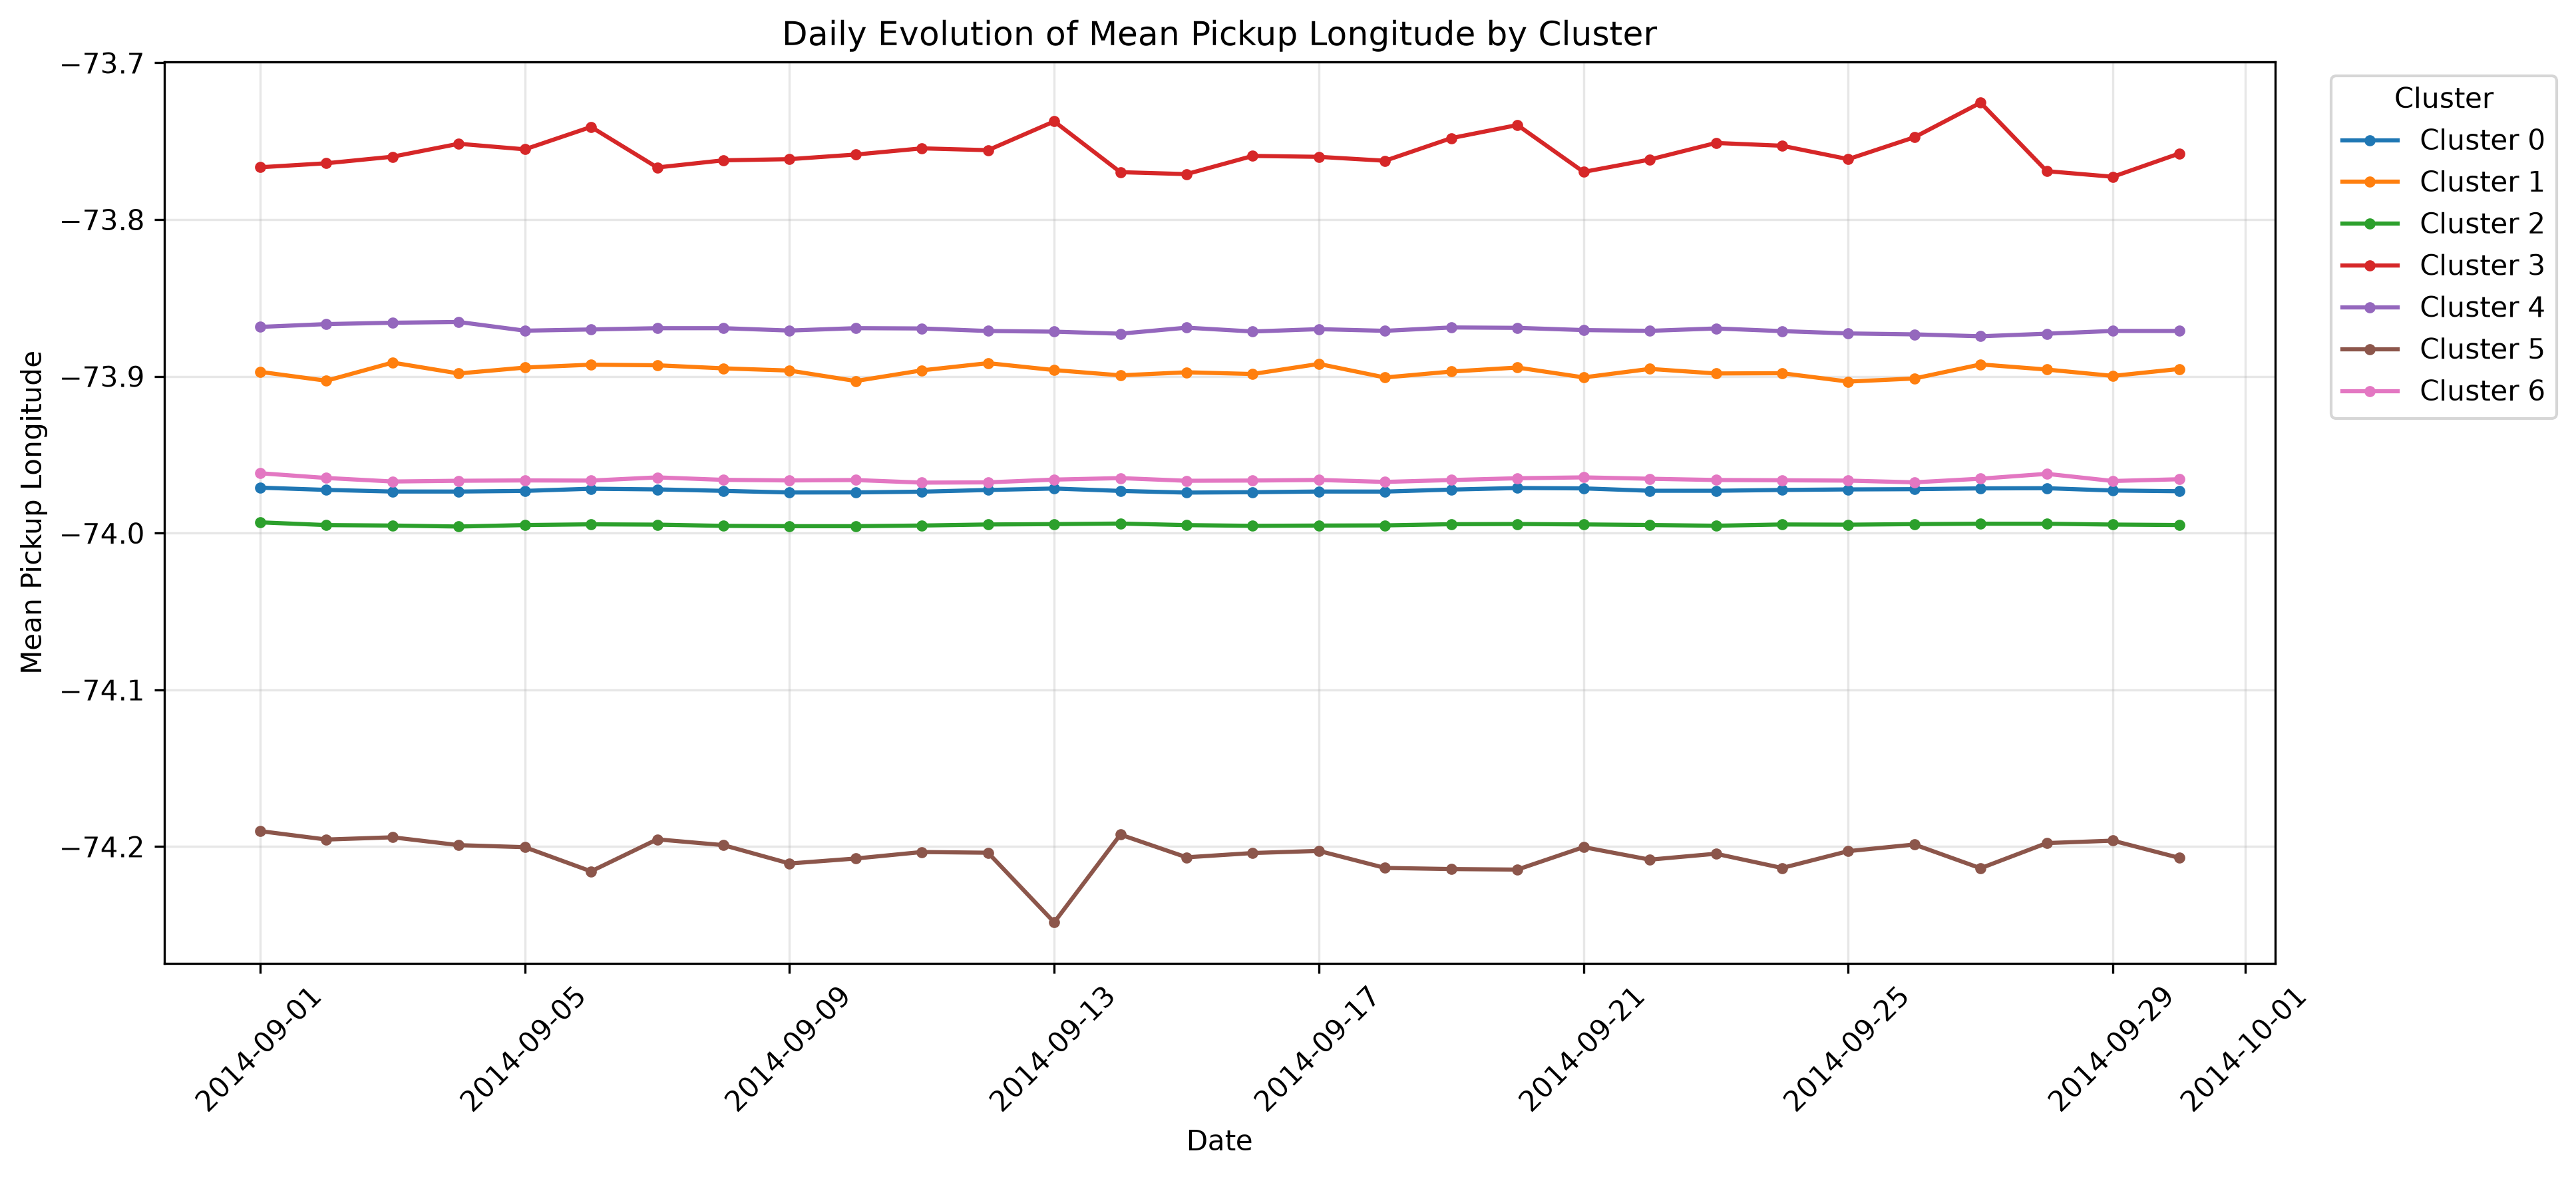 Daily Evolution of Mean Pickup Longitude by Cluster
Mean Pickup Longitude
−73.7
−73.8
−73.9
−74.0
−74.1
−74.2
2014-09-01
2014-09-05
2014-09-09
2014-09-13
2014-09-17
2014-09-21
2014-09-25
2014-09-29
2014-10-01
Date
Cluster
Cluster 0
Cluster 1
Cluster 2
Cluster 3
Cluster 4
Cluster 5
Cluster 6